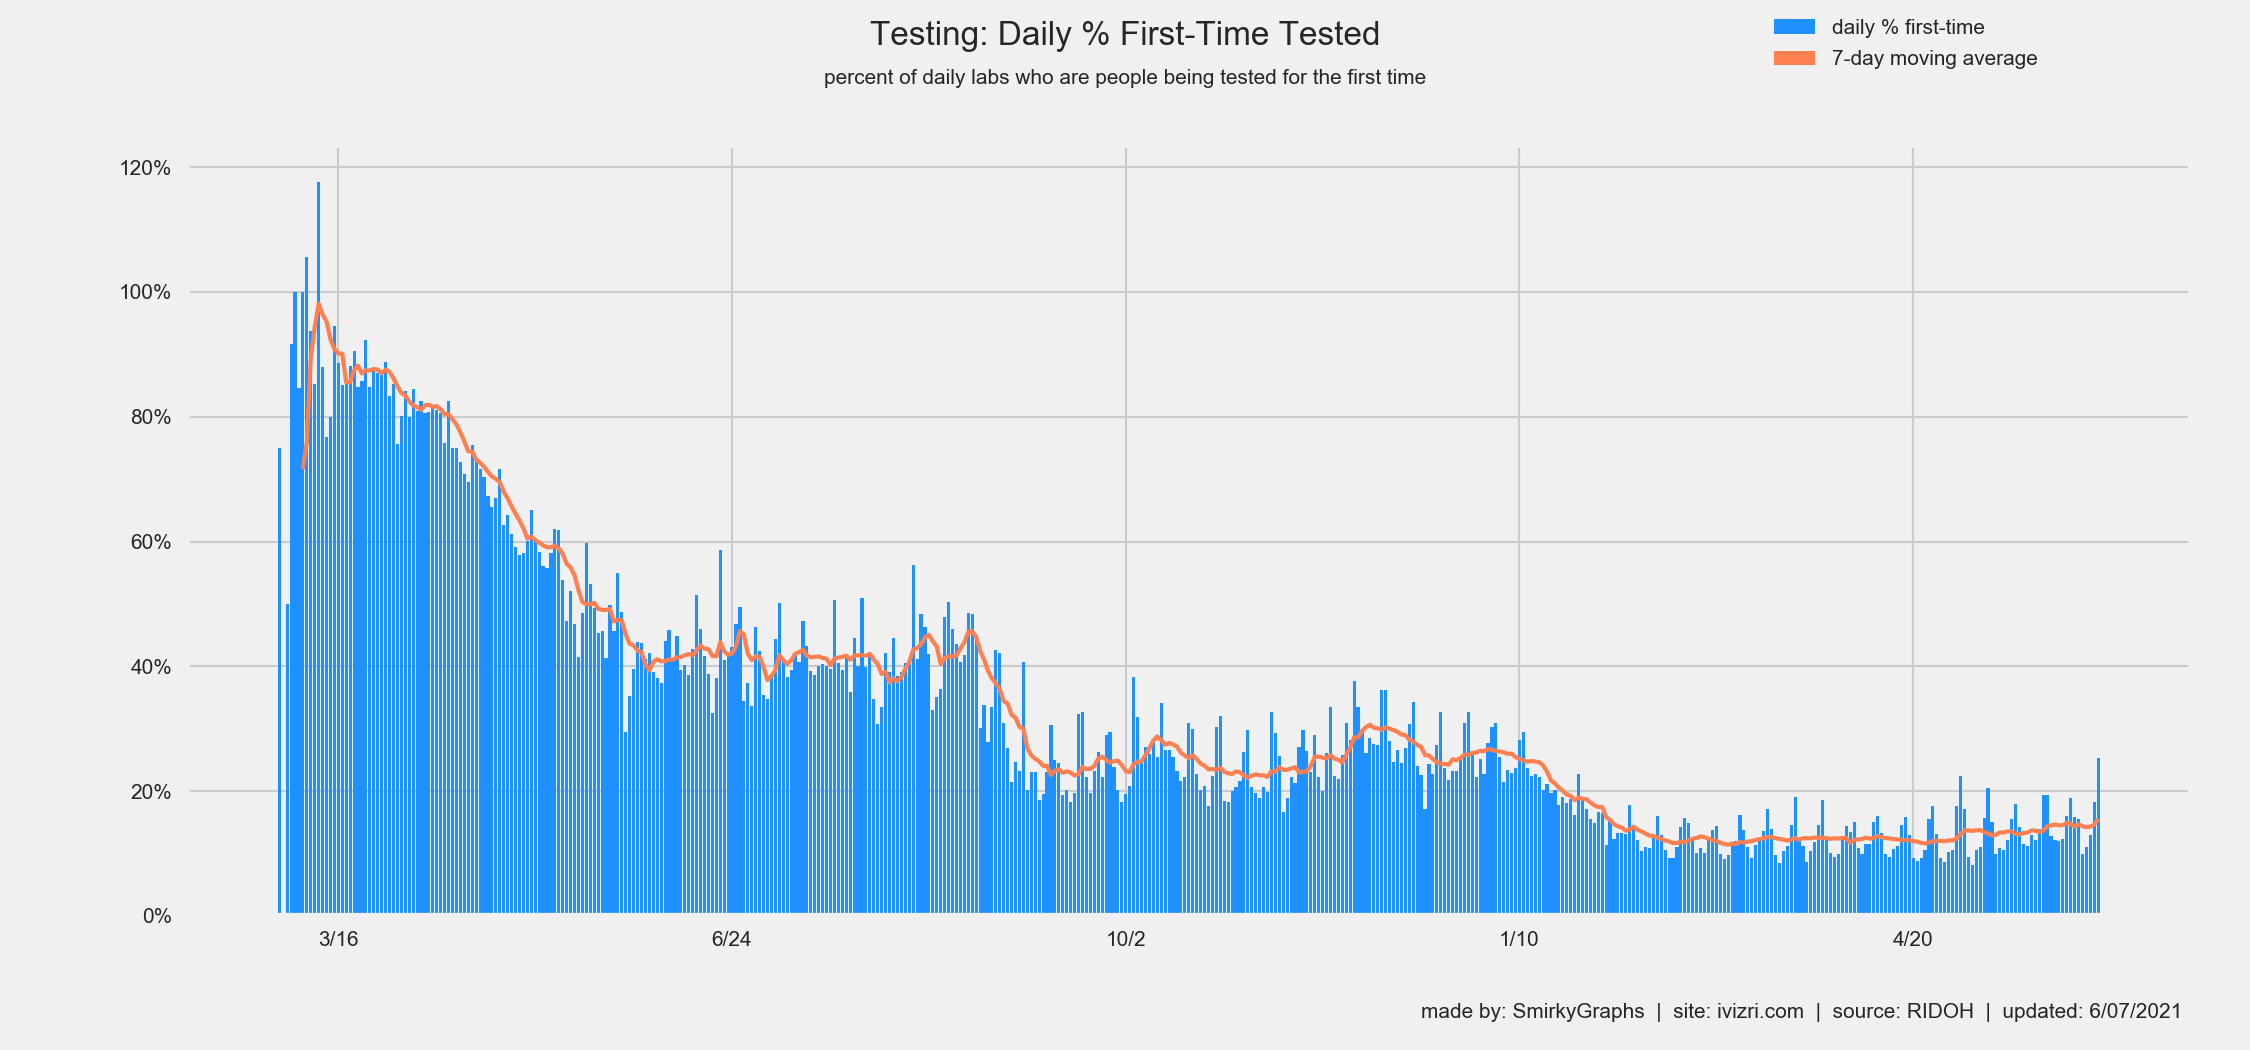 Testing: Daily % First-Time Tested
percent of daily labs who are people being tested for the first time
daily % first-time
7-day moving average
120%
100%
80%
60%
40%
20%
0%
3/16
6/24
10/2
1/10
4/20
made by: SmirkyGraphs | site: ivizri.com | source: RIDOH | updated: 6/07/2021